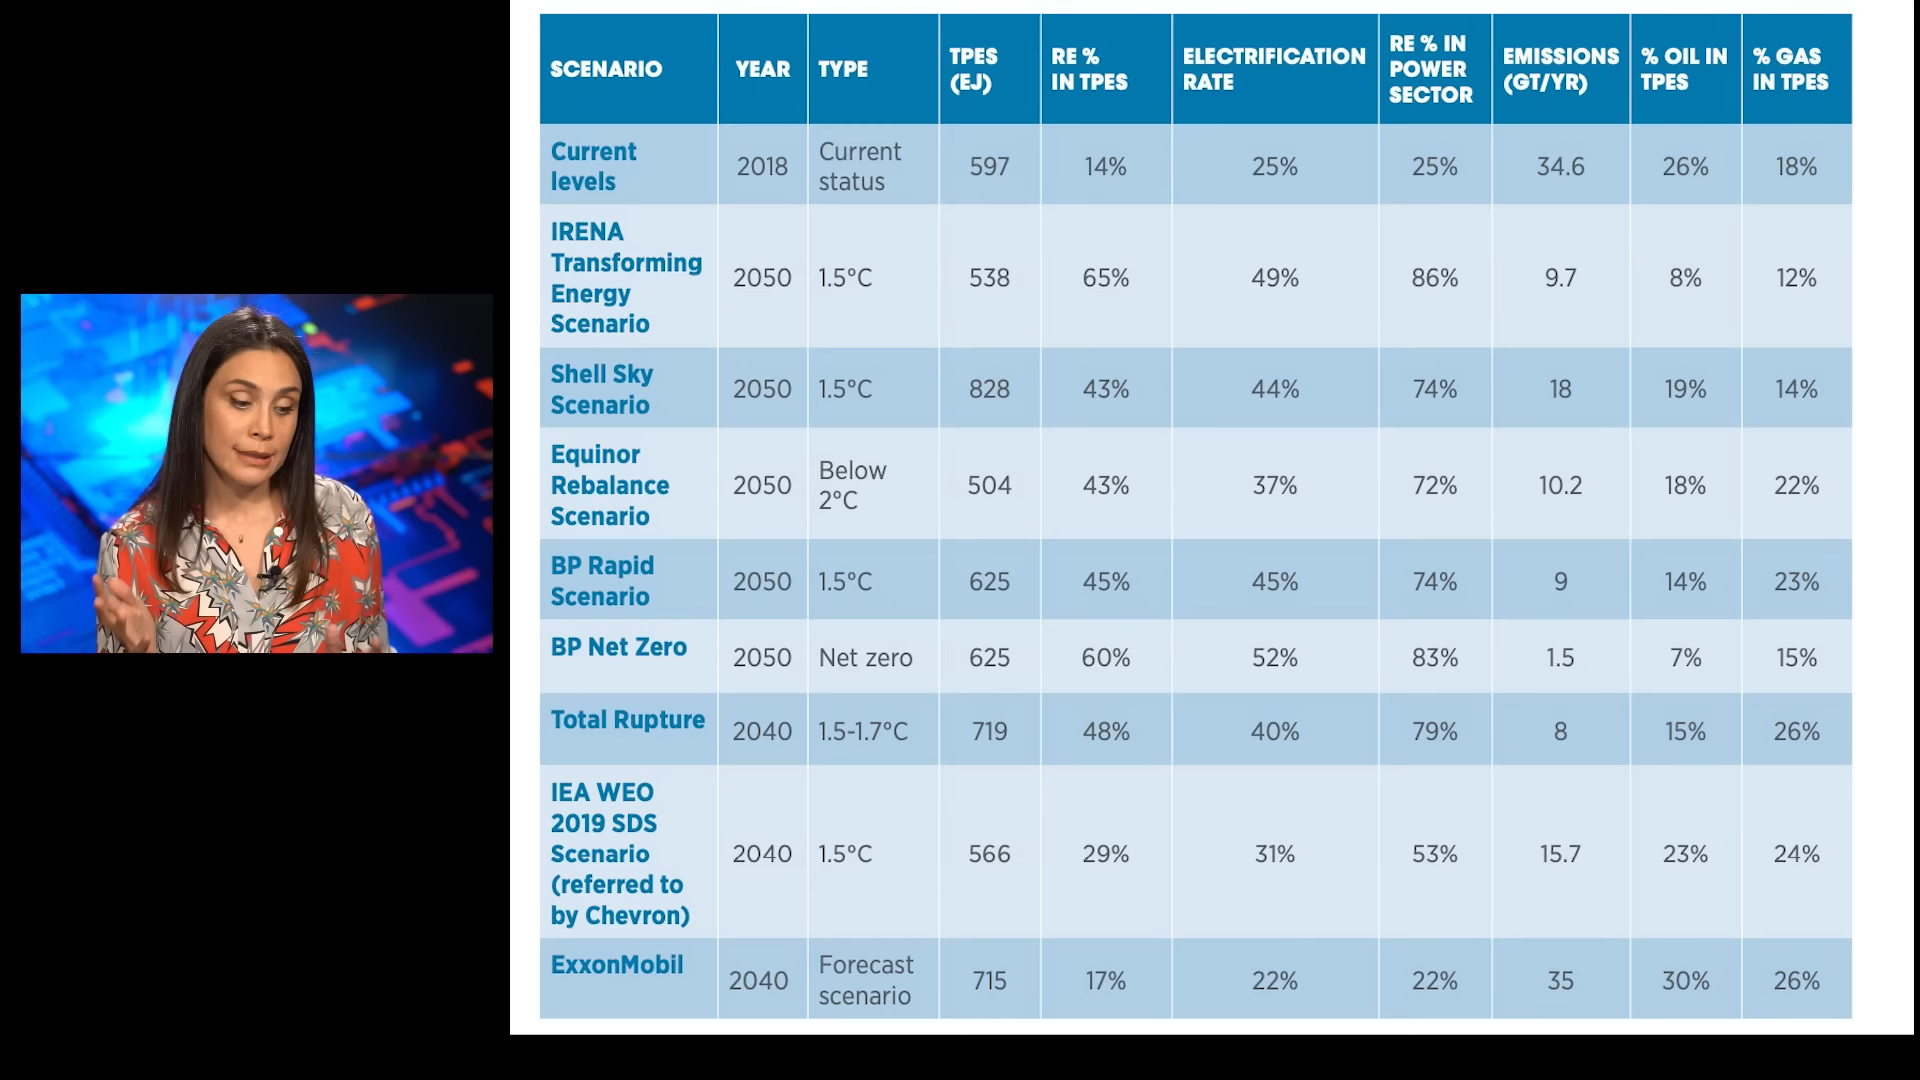 SCENARIO
YEAR
TYPE
TPES
(EJ)
RE %
IN TPES
ELECTRIFICATION
RATE
RE % IN
POWER
SECTOR
EMISSIONS
(GT/YR)
% OIL IN
TPES
% GAS
IN TPES
Current
levels
2018
Current
status
597
14%
25%
25%
34.6
26%
18%
IRENA
Transforming
Energy
Scenario
2050
1.5°C
538
65%
49%
86%
9.7
8%
12%
Shell Sky
Scenario
2050
1.5°C
828
43%
44%
74%
18
19%
14%
Equinor
Rebalance
Scenario
2050
Below
2°C
504
43%
37%
72%
10.2
18%
22%
BP Rapid
Scenario
2050
1.5°C
625
45%
45%
74%
9
14%
23%
BP Net Zero
2050
Net zero
625
60%
52%
83%
1.5
7%
15%
Total Rupture
2040
1.5-1.7°C
719
48%
40%
79%
8
15%
26%
IEA WEO
2019 SDS
Scenario
(referred to
by Chevron)
2040
1.5°C
566
29%
31%
53%
15.7
23%
24%
ExxonMobil
2040
Forecast
scenario
715
17%
22%
22%
35
30%
26%